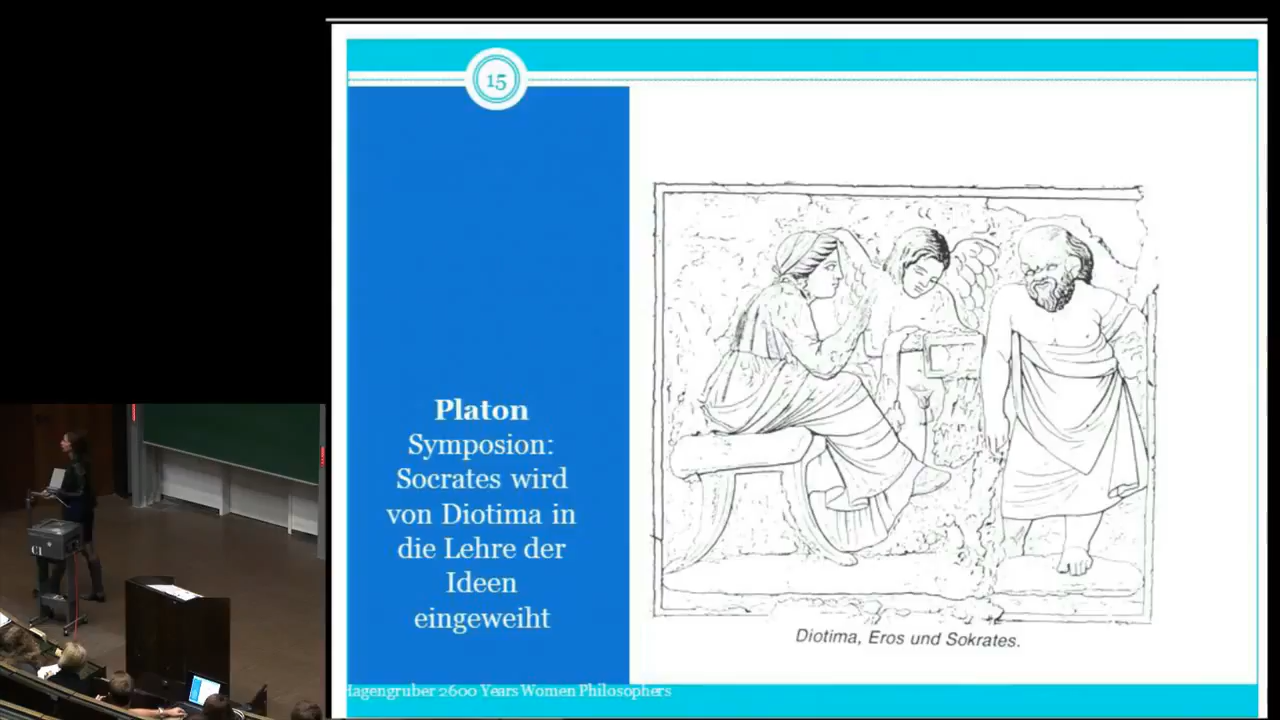 15
Platon
Symposion:
Socrates wird
von Diotima in
die Lehre der
Ideen
eingeweiht
Diotima, Eros und Sokrates.
Hagengruber 2600 Years Women Philosophers
C1